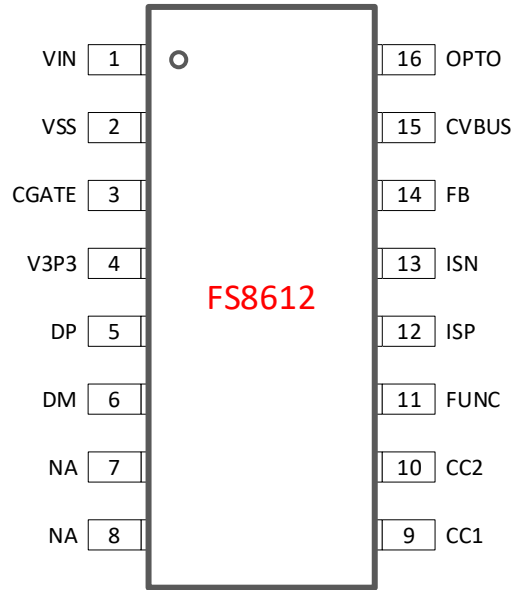 VIN 1 16 OPTO
VSS 2 15 CVBUS
CGATE 3 14 FB
V3P3 4 13 ISN
FS8612
DP 5 12 ISP
DM 6 11 FUNC
NA 7 10 CC2
NA 8 9 CC1